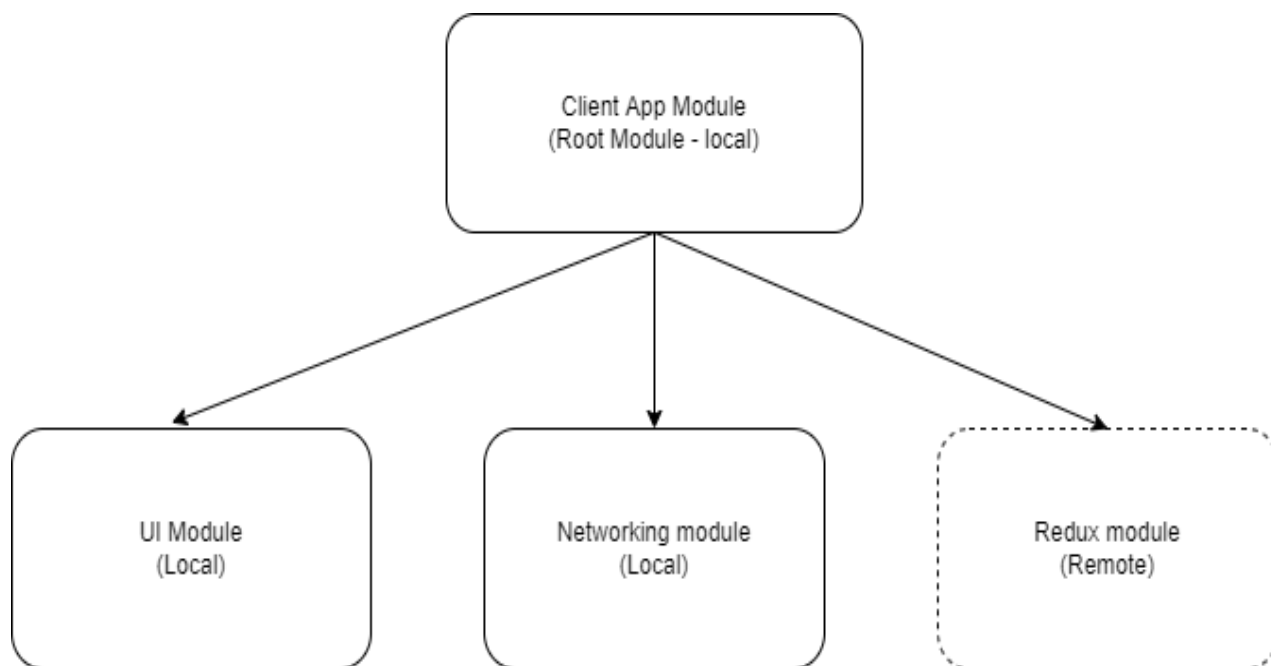 Client App Module
(Root Module - local)
UI Module
(Local)
Networking module
(Local)
Redux module
(Remote)